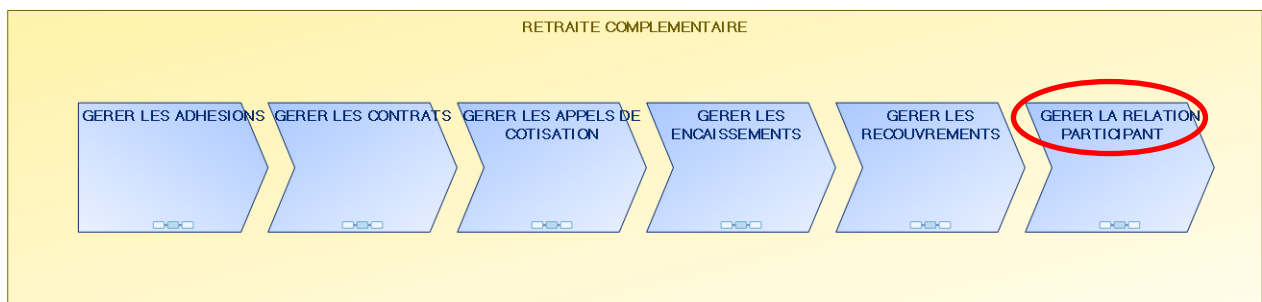 RETRAITE COMPLEMENTAIRE
GERER LES ADHESIONS
GERER LES CONTRATS
GERER LES APPELS DE
COTISATION
GERER LES
ENCAISSEMENTS
GERER LES
RECOUVREMENTS
GERER LA RELATION
PARTICIPANT